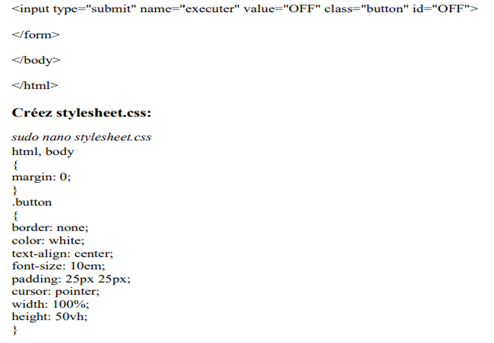 <input type="submit" name="executer" value="OFF" class="button" id="OFF">
</form>
</body>
</html>
Créez stylesheet.css:
sudo nano stylesheet.css
html, body
{
margin: 0;
}
.button
{
border: none;
color: white;
text-align: center;
font-size: 10em;
padding: 25px 25px;
cursor: pointer;
width: 100%;
height: 50vh;
}